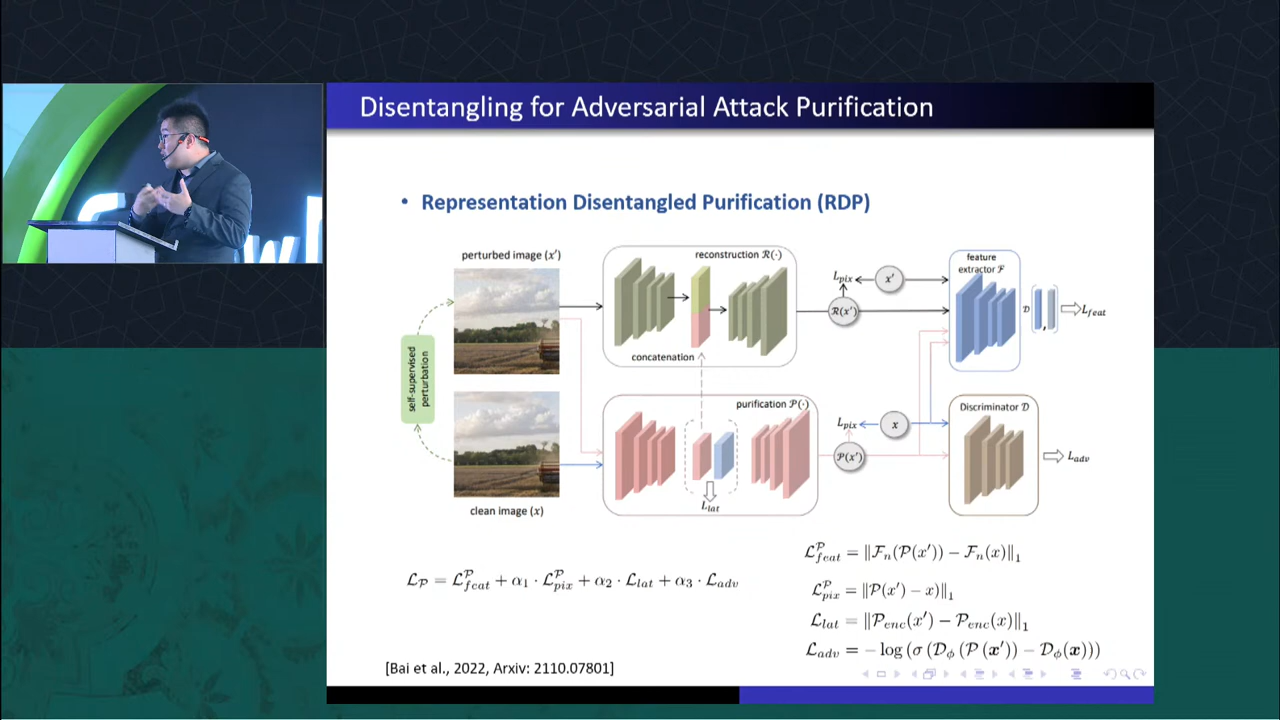 Disentangling for Adversarial Attack Purification
• Representation Disentangled Purification (RDP)
perturbed image (x′)
reconstruction ℛ(·)
feature
extractor ℱ
L_pix
x′
ℛ(x′)
𝒟
,
L_feat
concatenation
self-supervised
perturbation
purification 𝒫(·)
L_pix
x
Discriminator 𝒟
𝒫(x′)
L_adv
L_lat
clean image (x)
ℒ_𝒫 = ℒ^𝒫_feat + α₁ · ℒ^𝒫_pix + α₂ · ℒ_lat + α₃ · ℒ_adv
ℒ^𝒫_feat = ‖ℱₙ(𝒫(x′)) − ℱₙ(x)‖₁
ℒ^𝒫_pix = ‖𝒫(x′) − x)‖₁
ℒ_lat = ‖𝒫_enc(x′) − 𝒫_enc(x)‖₁
ℒ_adv = − log (σ (𝒟_ϕ (𝒫 (x′)) − 𝒟_ϕ(x)))
[Bai et al., 2022, Arxiv: 2110.07801]